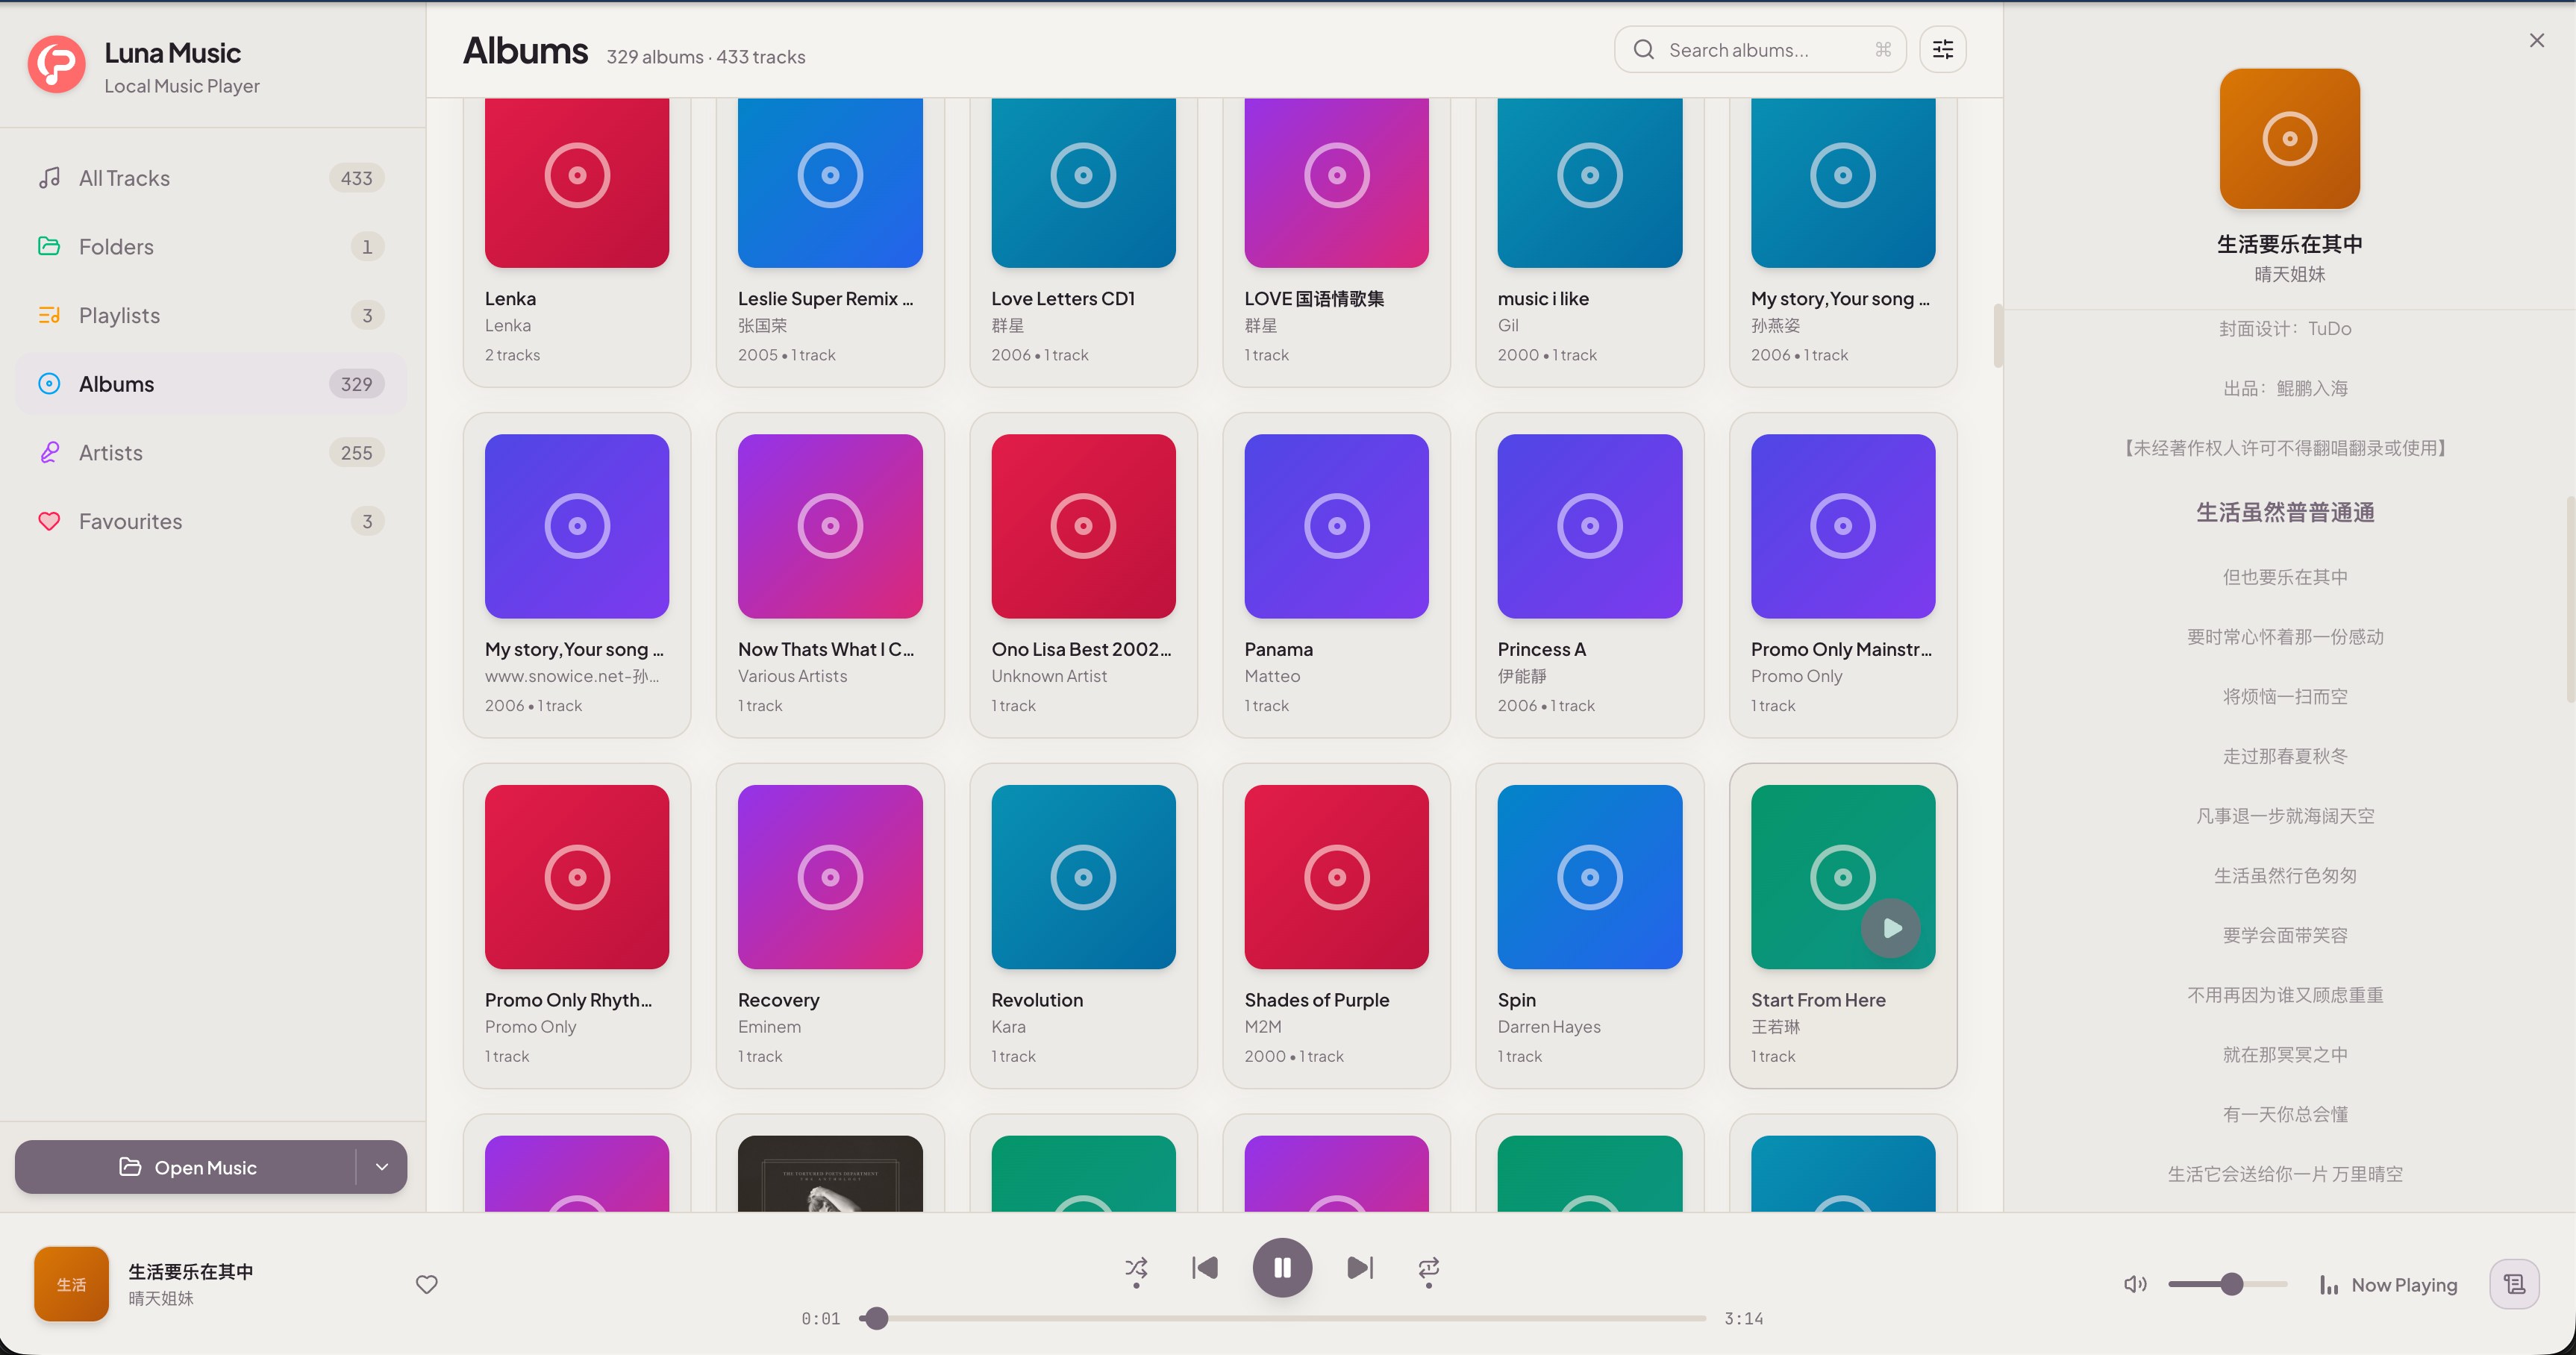 Luna Music
Local Music Player
All Tracks 433
Folders 1
Playlists 3
Albums 329
Artists 255
Favourites 3
Open Music
Albums 329 albums · 433 tracks
Search albums... ⌘
Lenka
Lenka
2 tracks
Leslie Super Remix ...
张国荣
2005 • 1 track
Love Letters CD1
群星
2006 • 1 track
LOVE 国语情歌集
群星
1 track
music i like
Gil
2000 • 1 track
My story,Your song ...
孙燕姿
2006 • 1 track
My story,Your song ...
www.snowice.net-孙...
2006 • 1 track
Now Thats What I C...
Various Artists
1 track
Ono Lisa Best 2002...
Unknown Artist
1 track
Panama
Matteo
1 track
Princess A
伊能靜
2006 • 1 track
Promo Only Mainstr...
Promo Only
1 track
Promo Only Rhyth...
Promo Only
1 track
Recovery
Eminem
1 track
Revolution
Kara
1 track
Shades of Purple
M2M
2000 • 1 track
Spin
Darren Hayes
1 track
Start From Here
王若琳
1 track
THE TORTURED POETS DEPARTMENT
THE ANTHOLOGY
生活要乐在其中
晴天姐妹
封面设计：TuDo
出品：鲲鹏入海
【未经著作权人许可不得翻唱翻录或使用】
生活虽然普普通通
但也要乐在其中
要时常心怀着那一份感动
将烦恼一扫而空
走过那春夏秋冬
凡事退一步就海阔天空
生活虽然行色匆匆
要学会面带笑容
不用再因为谁又顾虑重重
就在那冥冥之中
有一天你总会懂
生活它会送给你一片 万里晴空
生活
生活要乐在其中
晴天姐妹
0:01
3:14
Now Playing